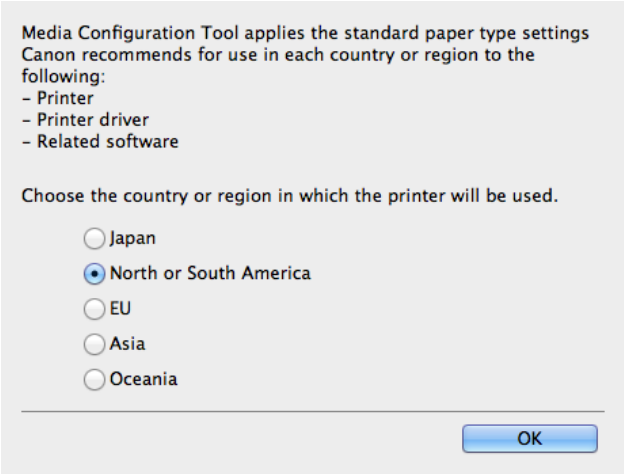 Media Configuration Tool applies the standard paper type settings
Canon recommends for use in each country or region to the
following:
– Printer
– Printer driver
– Related software
Choose the country or region in which the printer will be used.
Japan
North or South America
EU
Asia
Oceania
OK